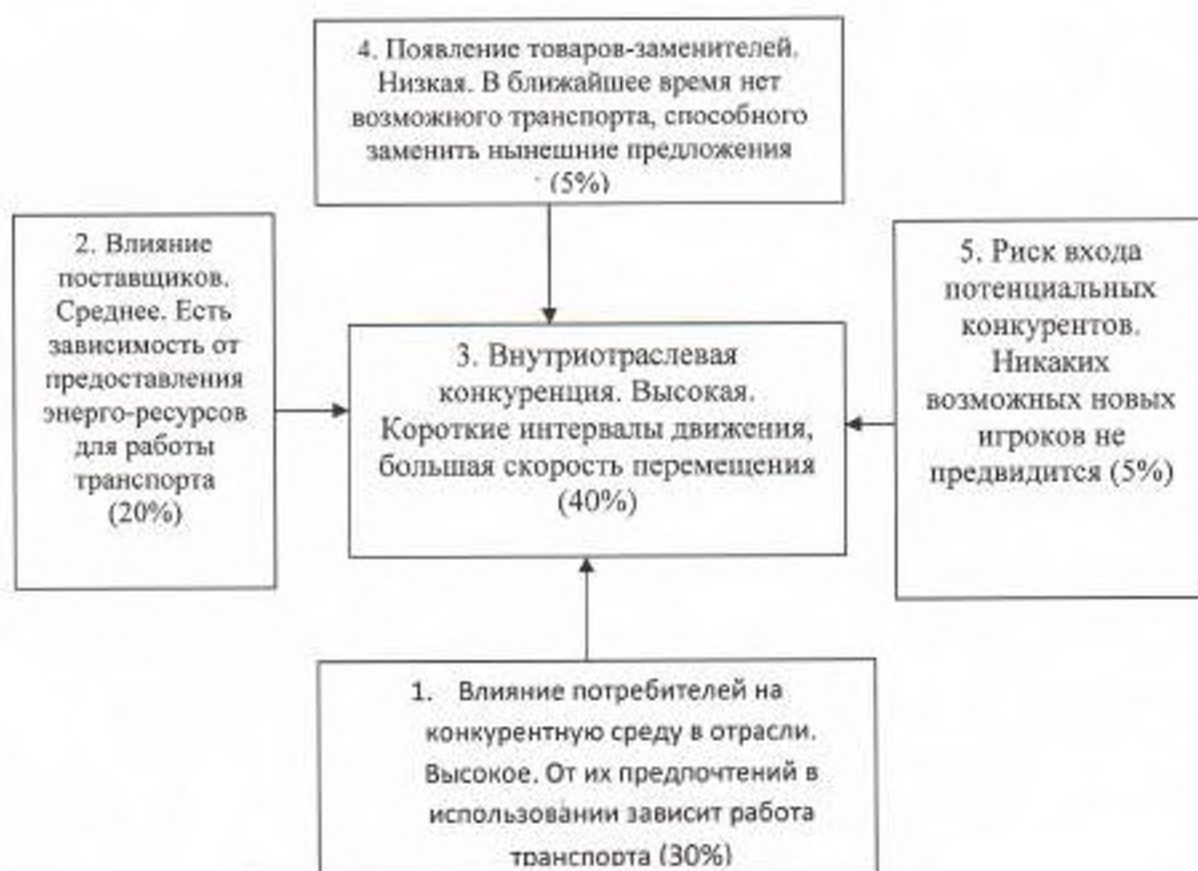 4. Появление товаров-заменителей.
Низкая. В ближайшее время нет
возможного транспорта, способного
заменить нынешние предложения
(5%)
2. Влияние
поставщиков.
Среднее. Есть
зависимость от
предоставления
энерго-ресурсов
для работы
транспорта
(20%)
3. Внутриотраслевая
конкуренция. Высокая.
Короткие интервалы движения,
большая скорость перемещения
(40%)
5. Риск входа
потенциальных
конкурентов.
Никаких
возможных новых
игроков не
предвидится (5%)
1. Влияние потребителей на
конкурентную среду в отрасли.
Высокое. От их предпочтений в
использовании зависит работа
транспорта (30%)